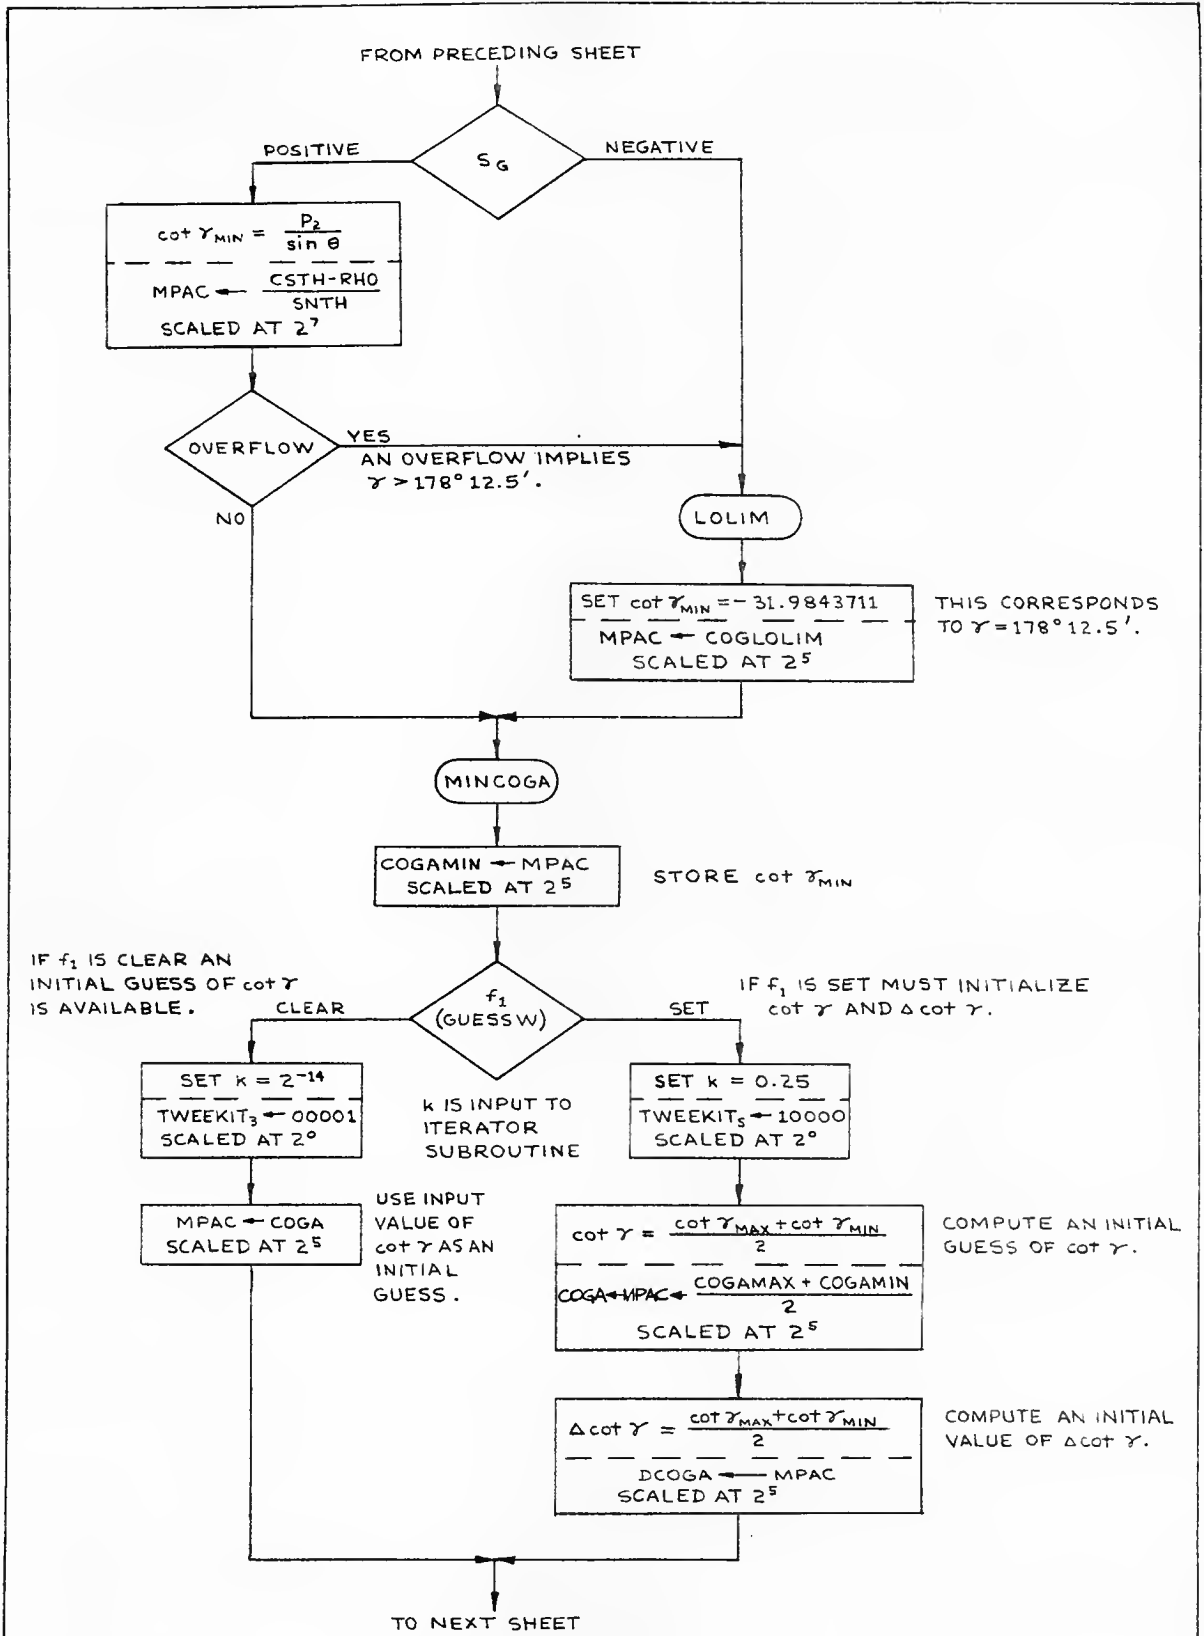 FROM PRECEDING SHEET
S_G
POSITIVE
NEGATIVE
cot γ_MIN = P_2 / sin θ
MPAC ← CSTH-RHO / SNTH
SCALED AT 2^7
OVERFLOW
YES
AN OVERFLOW IMPLIES
γ > 178° 12.5'.
NO
LOLIM
SET cot γ_MIN = - 31.9843711
MPAC ← COGLOLIM
SCALED AT 2^5
THIS CORRESPONDS
TO γ = 178° 12.5'.
MINCOGA
COGAMIN ← MPAC
SCALED AT 2^5
STORE cot γ_MIN
IF f_1 IS CLEAR AN
INITIAL GUESS OF cot γ
IS AVAILABLE.
CLEAR
f_1
(GUESSW)
SET
IF f_1 IS SET MUST INITIALIZE
cot γ AND Δ cot γ.
SET k = 2^-14
TWEEKIT_3 ← 00001
SCALED AT 2^0
k IS INPUT TO
ITERATOR
SUBROUTINE
SET k = 0.25
TWEEKIT_S ← 10000
SCALED AT 2^0
MPAC ← COGA
SCALED AT 2^5
USE INPUT
VALUE OF
cot γ AS AN
INITIAL
GUESS.
cot γ = cot γ_MAX + cot γ_MIN / 2
COGA←MPAC← COGAMAX + COGAMIN / 2
SCALED AT 2^5
COMPUTE AN INITIAL
GUESS OF cot γ.
Δ cot γ = cot γ_MAX + cot γ_MIN / 2
DCOGA ← MPAC
SCALED AT 2^5
COMPUTE AN INITIAL
VALUE OF Δ cot γ.
TO NEXT SHEET